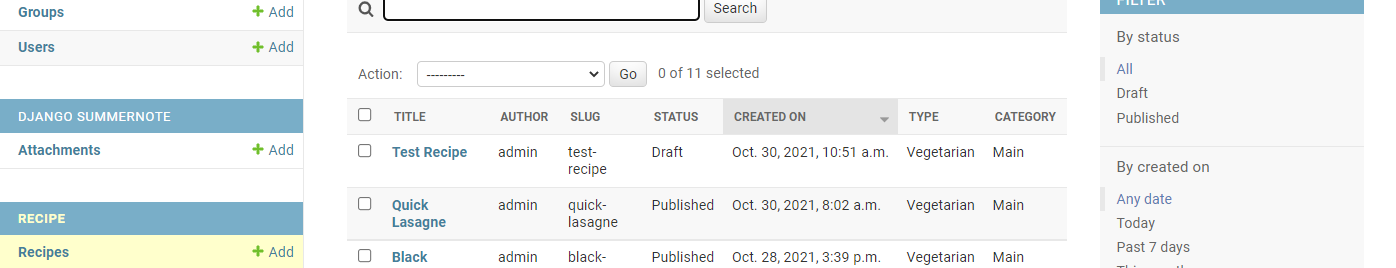 Groups
Add
Users
Add
DJANGO SUMMERNOTE
Attachments
Add
RECIPE
Recipes
Add
Search
Action:
---------
Go
0 of 11 selected
TITLE AUTHOR SLUG STATUS CREATED ON TYPE CATEGORY
Test Recipe admin test- Draft Oct. 30, 2021, 10:51 a.m. Vegetarian Main
recipe
Quick admin quick- Published Oct. 30, 2021, 8:02 a.m. Vegetarian Main
Lasagne lasagne
Black admin black- Published Oct. 28, 2021, 3:39 p.m. Vegetarian Main
FILTER
By status
All
Draft
Published
By created on
Any date
Today
Past 7 days